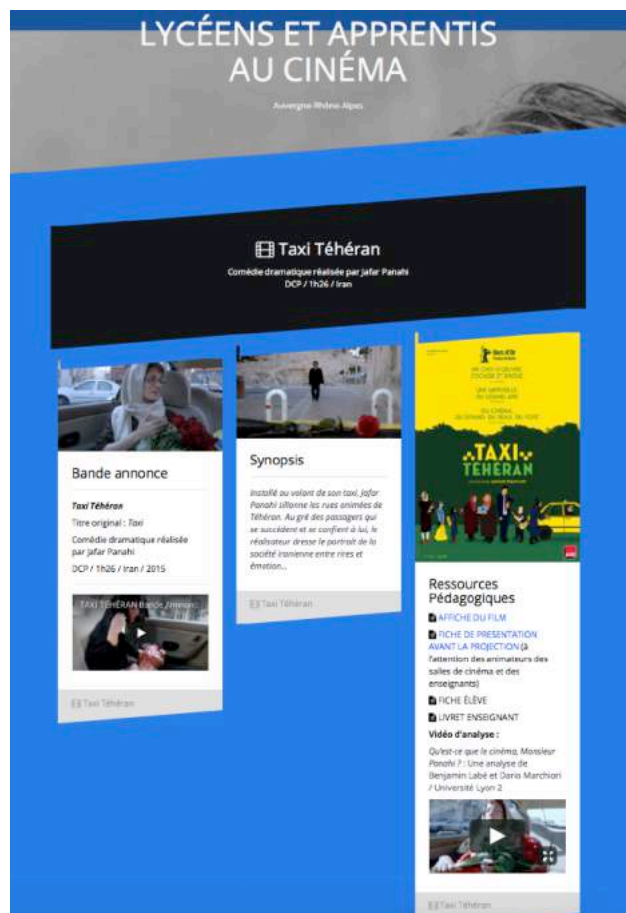 LYCÉENS ET APPRENTIS
AU CINÉMA
Auvergne-Rhône-Alpes
Taxi Téhéran
Comédie dramatique réalisée par Jafar Panahi
DCP / 1h26 / Iran
Bande annonce
Taxi Téhéran
Titre original : Taxi
Comédie dramatique réalisée
par Jafar Panahi
DCP / 1h26 / Iran / 2015
TAXI TÉHÉRAN Bande
Taxi Téhéran
Synopsis
Installé au volant de son taxi, Jafar
Panahi sillonne les rues animées de
Téhéran. Au gré des passagers qui
se succèdent et se confient à lui, le
réalisateur dresse le portrait de la
société iranienne entre rires et
émotion...
Taxi Téhéran
TAXI
TÉHÉRAN
Ressources
Pédagogiques
AFFICHE DU FILM
FICHE DE PRESENTATION
AVANT LA PROJECTION (à
l'attention des animateurs des
salles de cinéma et des
enseignants)
FICHE ÉLÈVE
LIVRET ENSEIGNANT
Vidéo d'analyse :
Qu'est-ce que le cinéma, Monsieur
Panahi ? : Une analyse de
Benjamin Labé et Dario Marchiori
/ Université Lyon 2
Taxi Téhéran